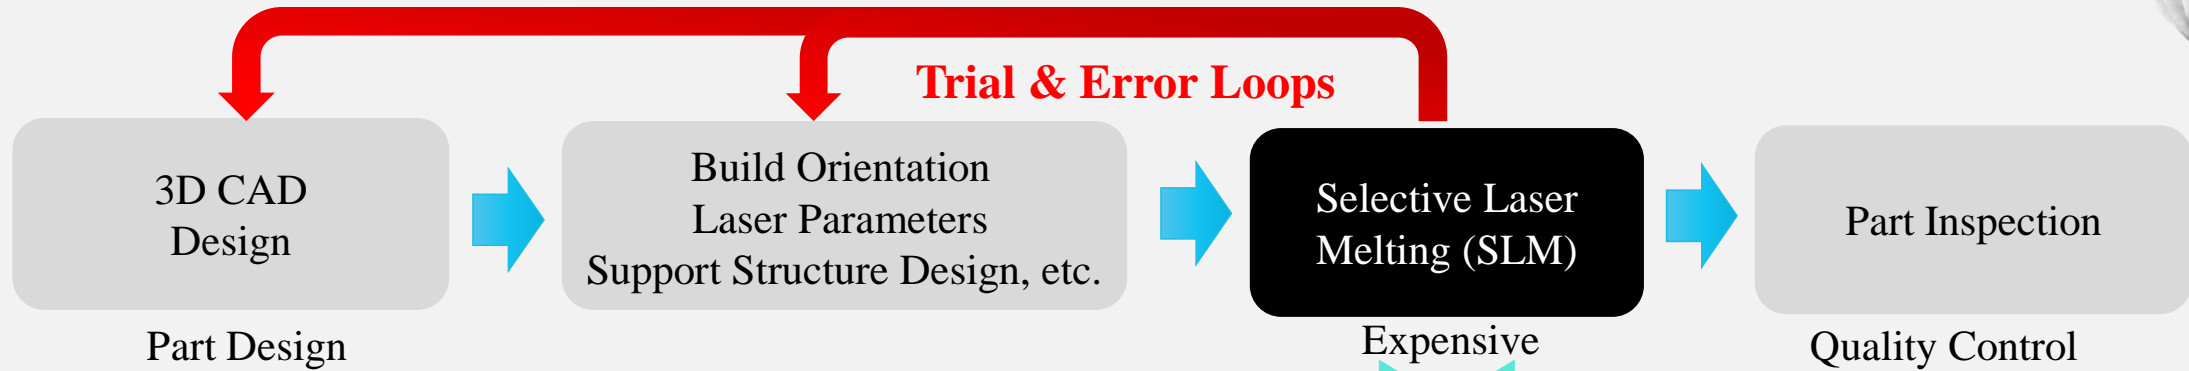 Trial & Error Loops
3D CAD
Design
Build Orientation
Laser Parameters
Support Structure Design, etc.
Selective Laser
Melting (SLM)
Part Inspection
Part Design
Expensive
Quality Control